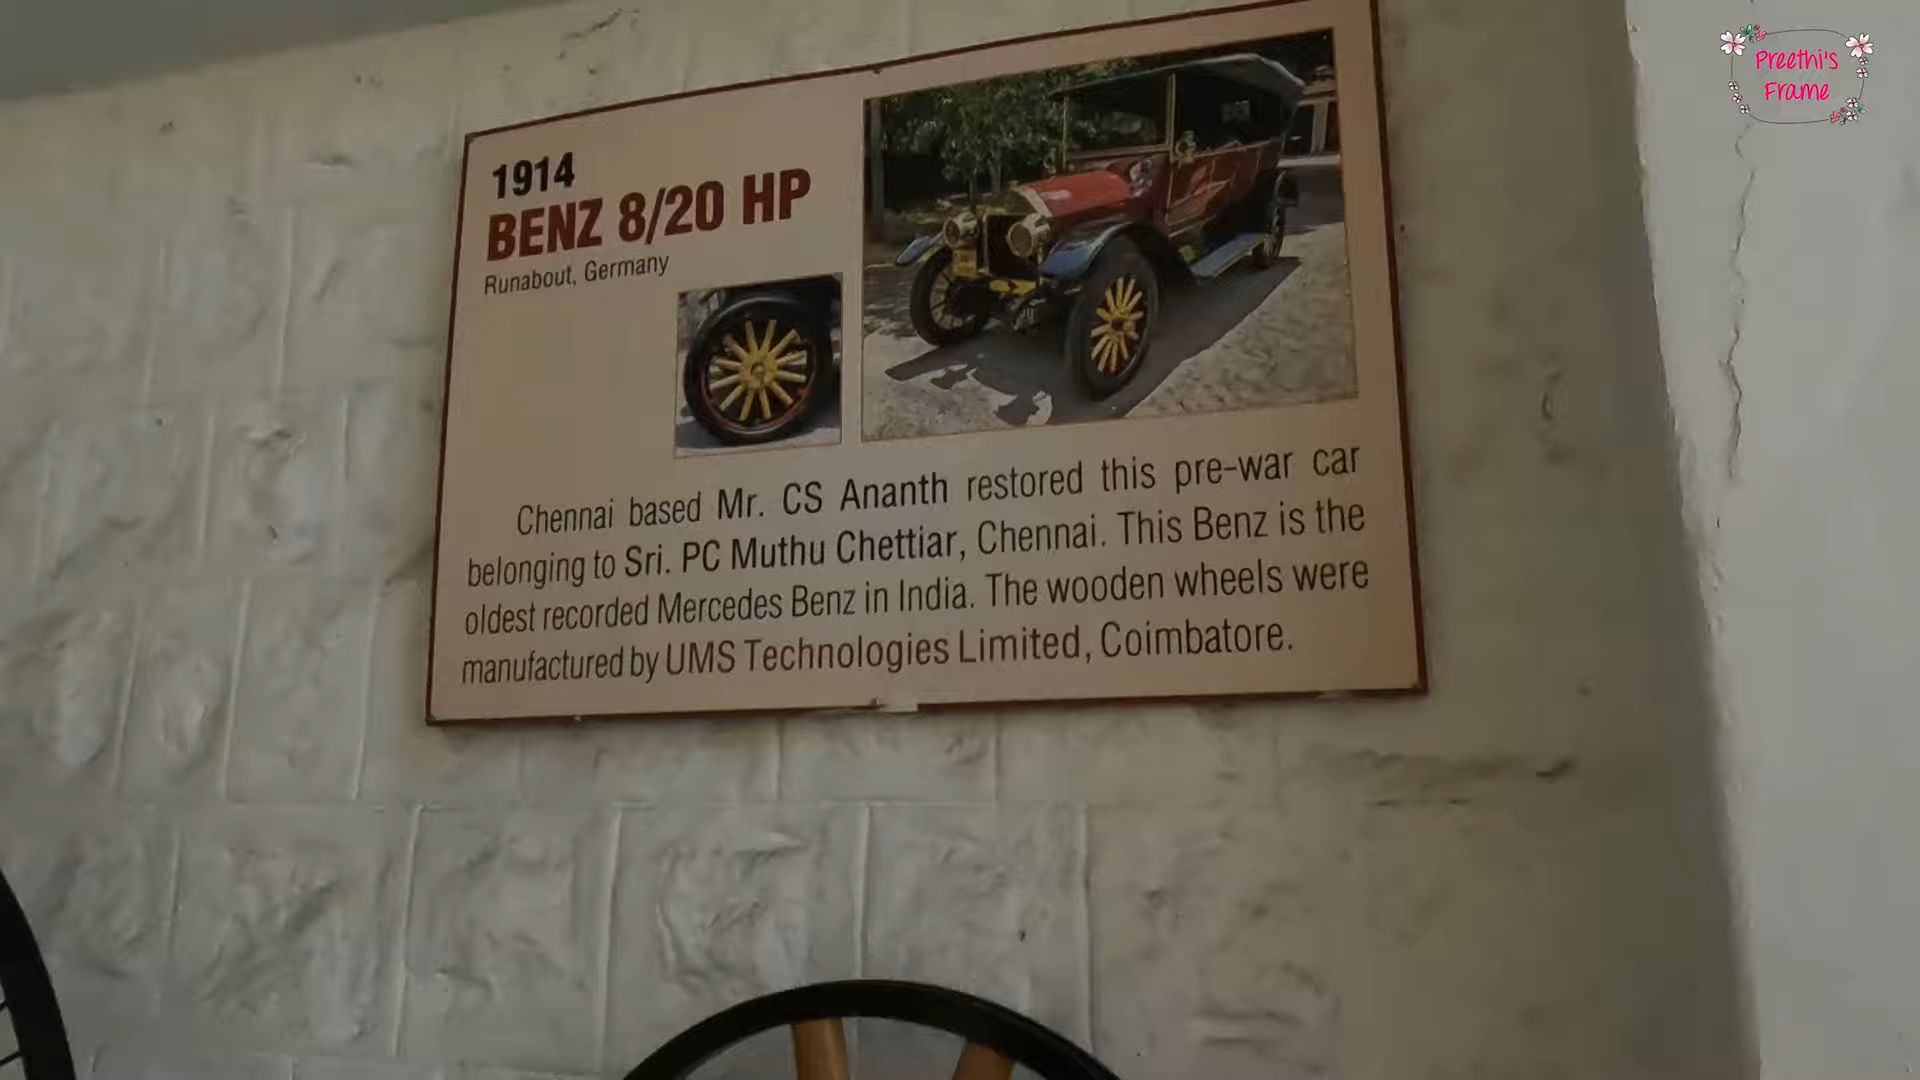 1914
BENZ 8/20 HP
Runabout, Germany
Chennai based Mr. CS Ananth restored this pre-war car
belonging to Sri. PC Muthu Chettiar, Chennai. This Benz is the
oldest recorded Mercedes Benz in India. The wooden wheels were
manufactured by UMS Technologies Limited, Coimbatore.
Preethi's
Frame